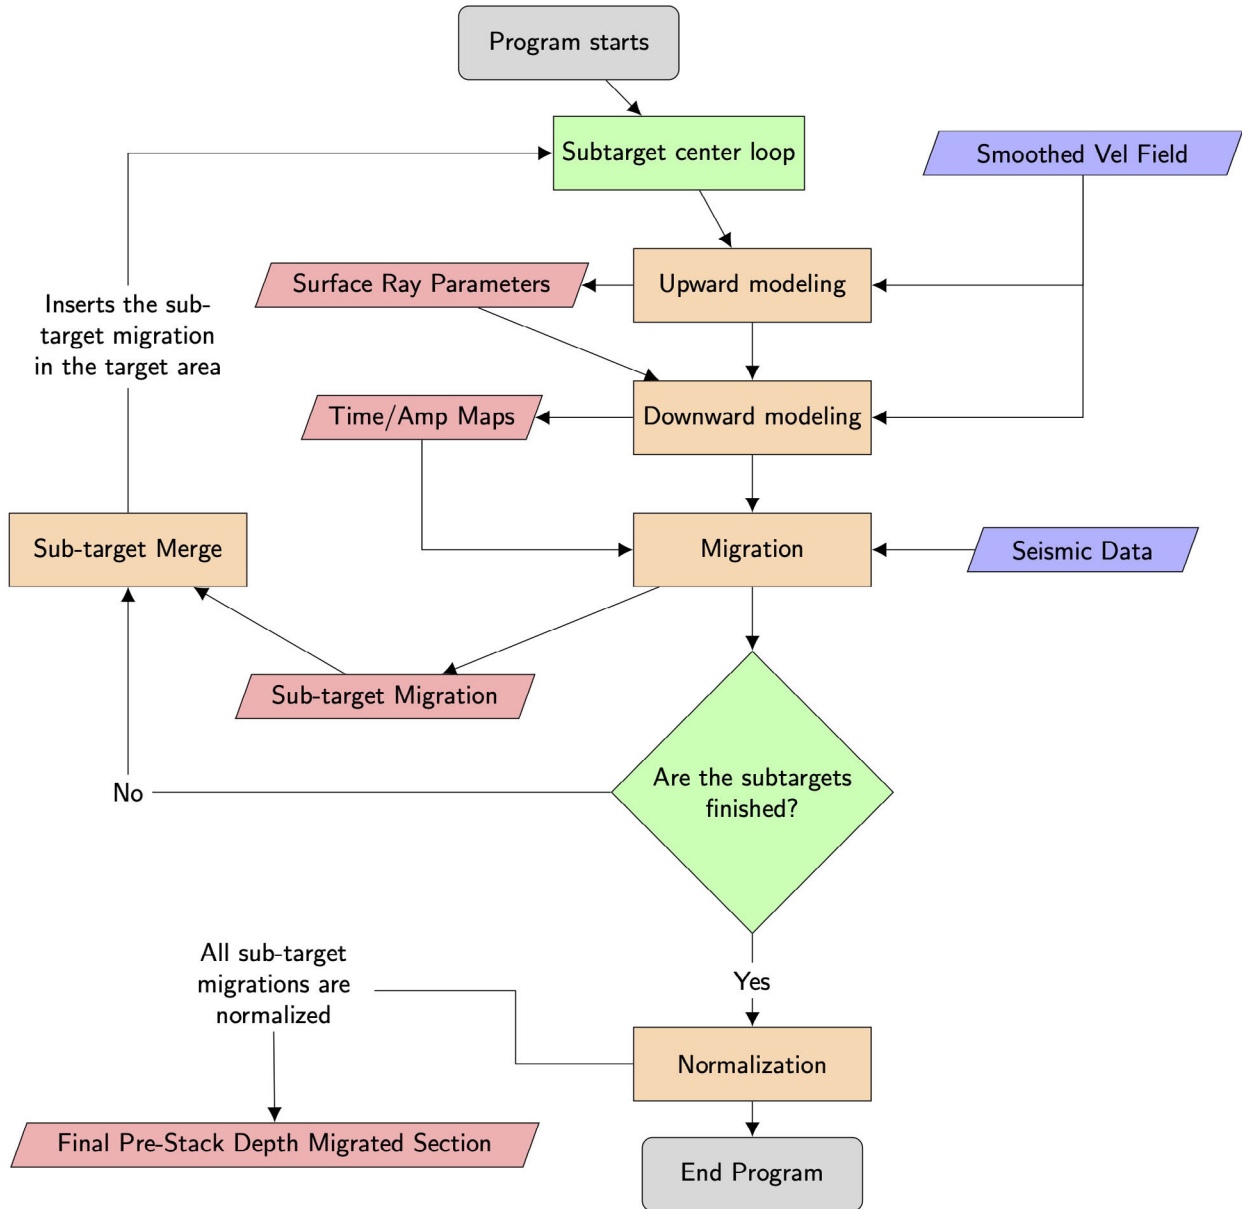 Program starts
Subtarget center loop
Smoothed Vel Field
Surface Ray Parameters
Upward modeling
Inserts the sub-
target migration
in the target area
Time/Amp Maps
Downward modeling
Sub-target Merge
Migration
Seismic Data
Sub-target Migration
Are the subtargets
finished?
No
Yes
All sub-target
migrations are
normalized
Normalization
Final Pre-Stack Depth Migrated Section
End Program